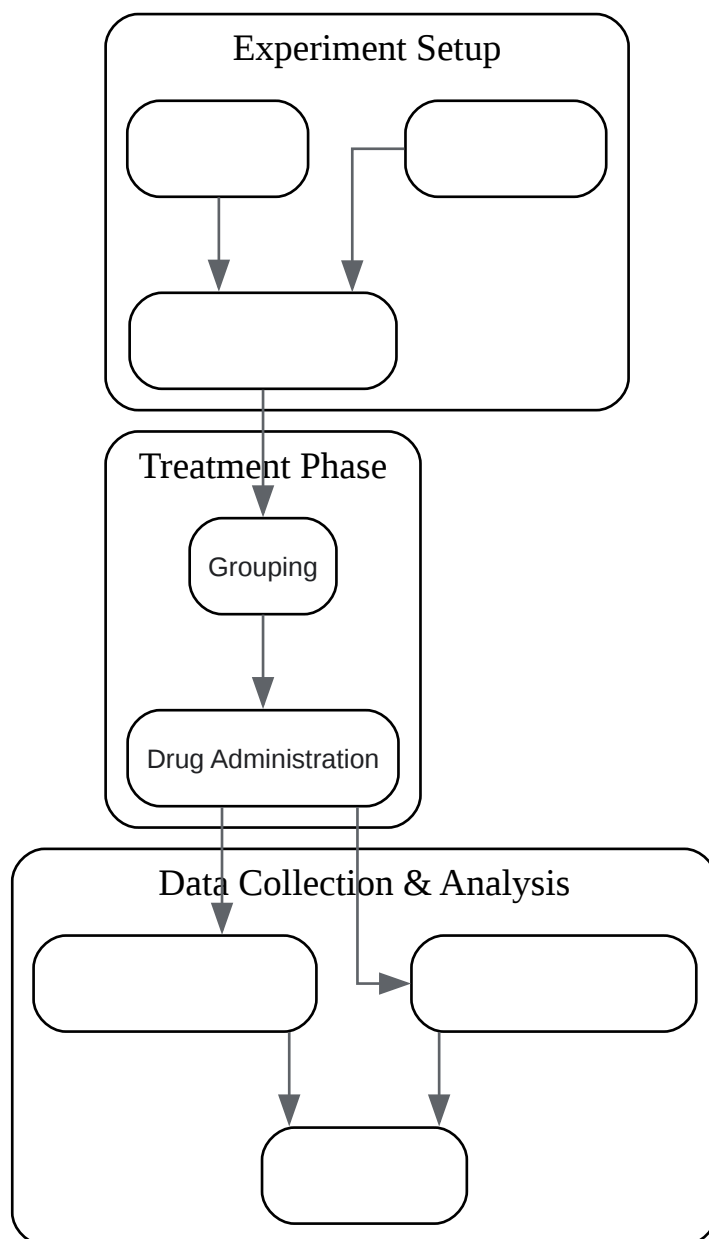 Experiment Setup
Treatment Phase
Grouping
Drug Administration
Data Collection & Analysis